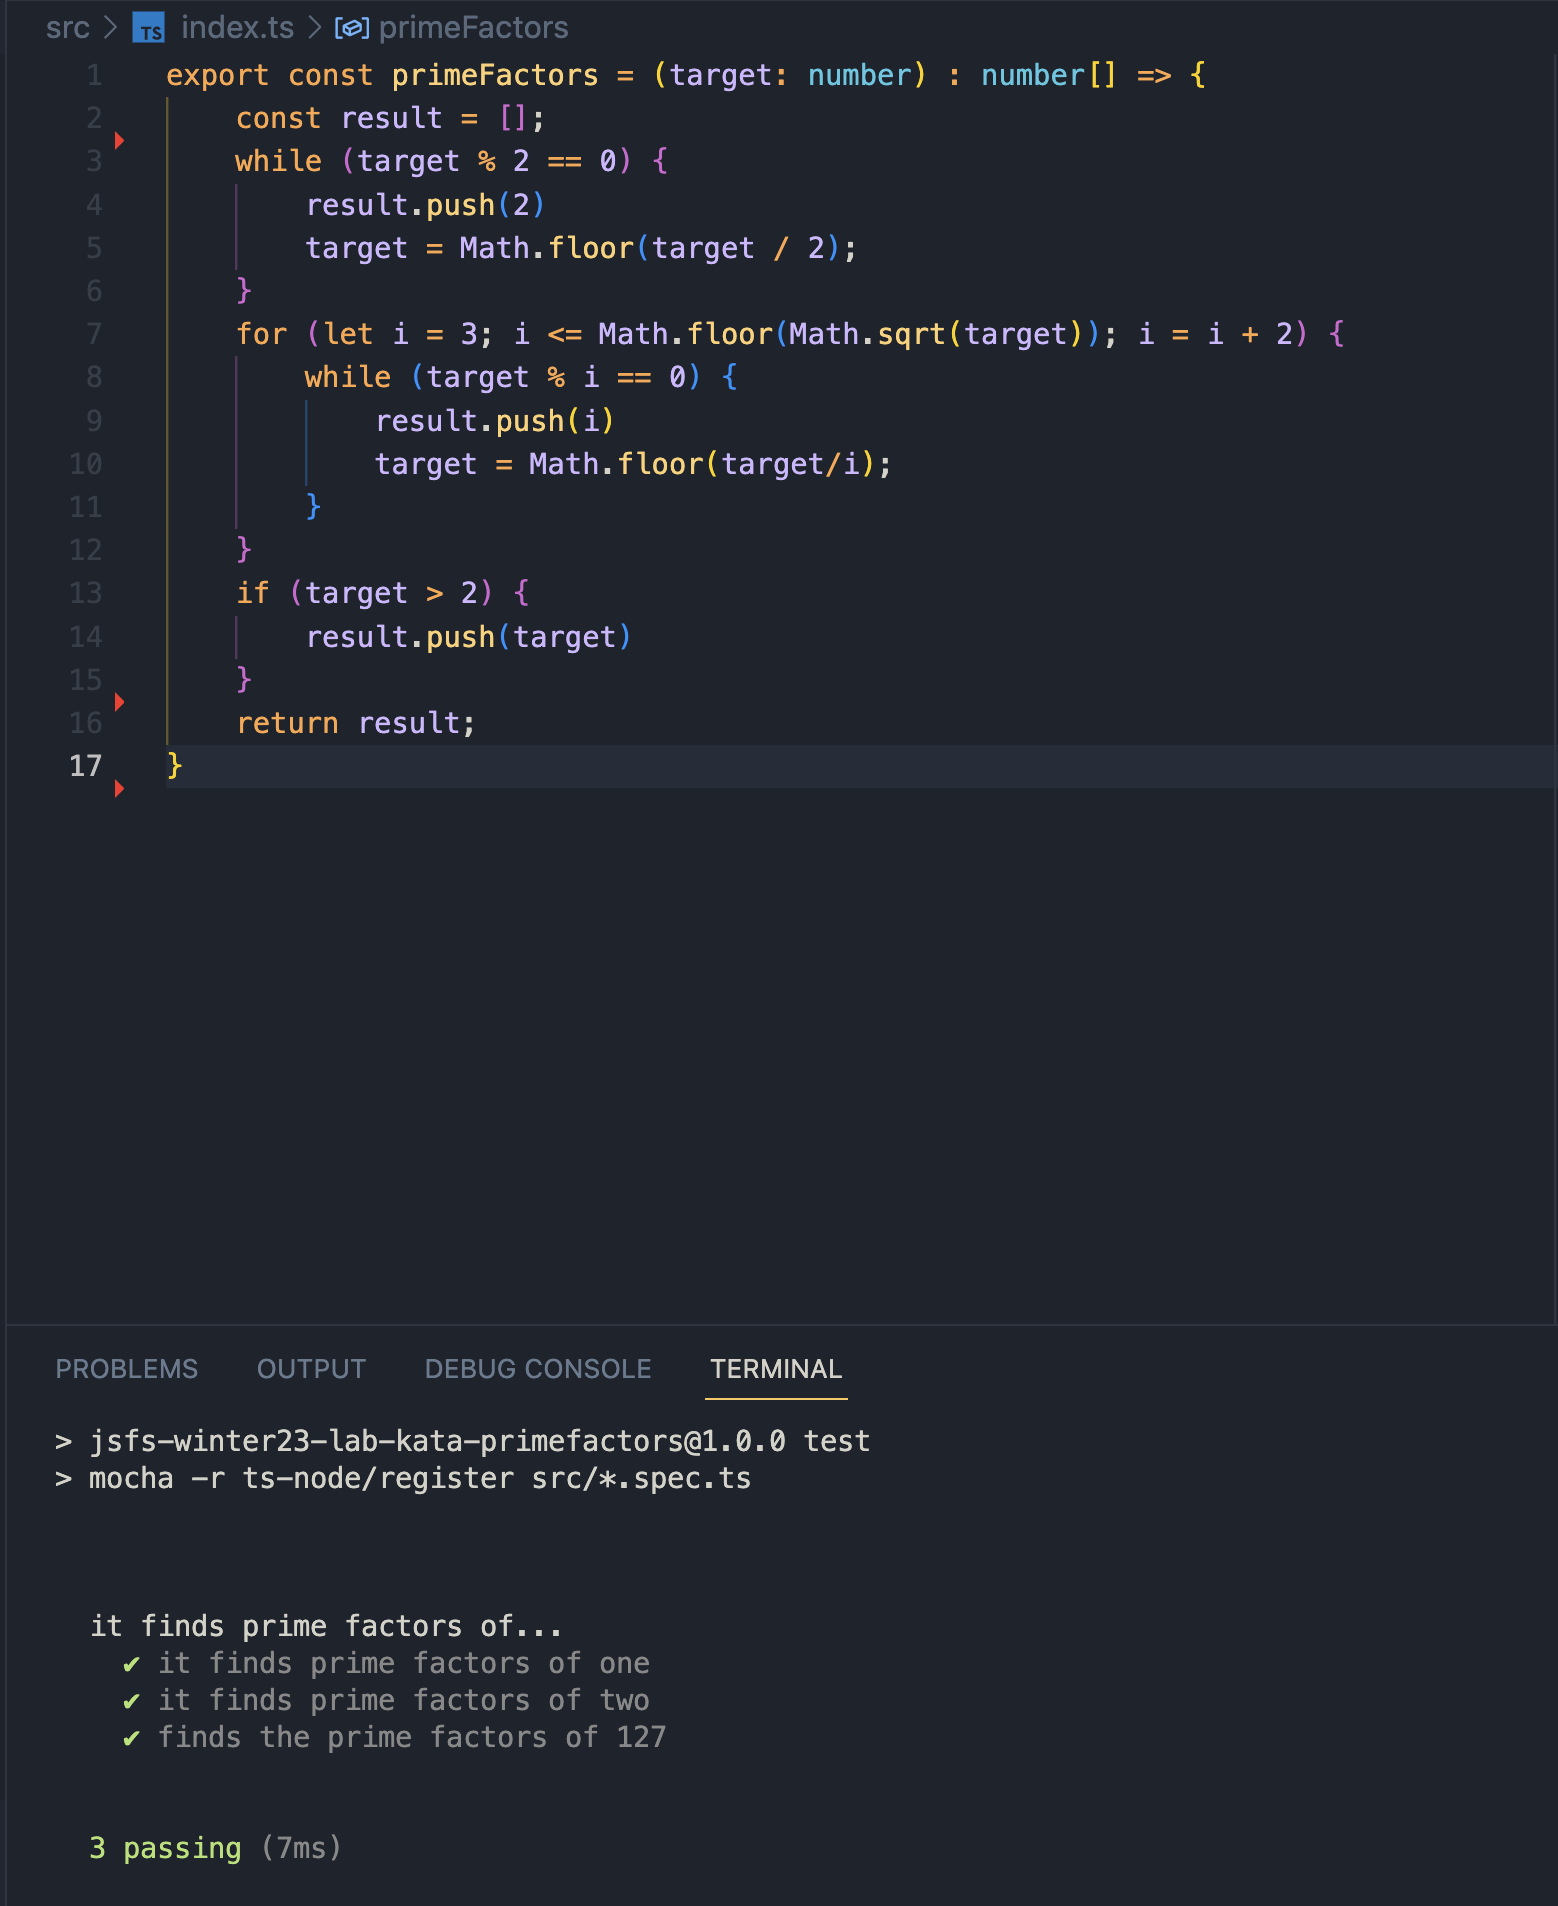 src > TS index.ts > primeFactors
1 export const primeFactors = (target: number) : number[] => {
2     const result = [];
3     while (target % 2 == 0) {
4         result.push(2)
5         target = Math.floor(target / 2);
6     }
7     for (let i = 3; i <= Math.floor(Math.sqrt(target)); i = i + 2) {
8         while (target % i == 0) {
9             result.push(i)
10             target = Math.floor(target/i);
11         }
12     }
13     if (target > 2) {
14         result.push(target)
15     }
16     return result;
17 }
PROBLEMS OUTPUT DEBUG CONSOLE TERMINAL
> jsfs-winter23-lab-kata-primefactors@1.0.0 test
> mocha -r ts-node/register src/*.spec.ts
it finds prime factors of...
✔ it finds prime factors of one
✔ it finds prime factors of two
✔ finds the prime factors of 127
3 passing (7ms)